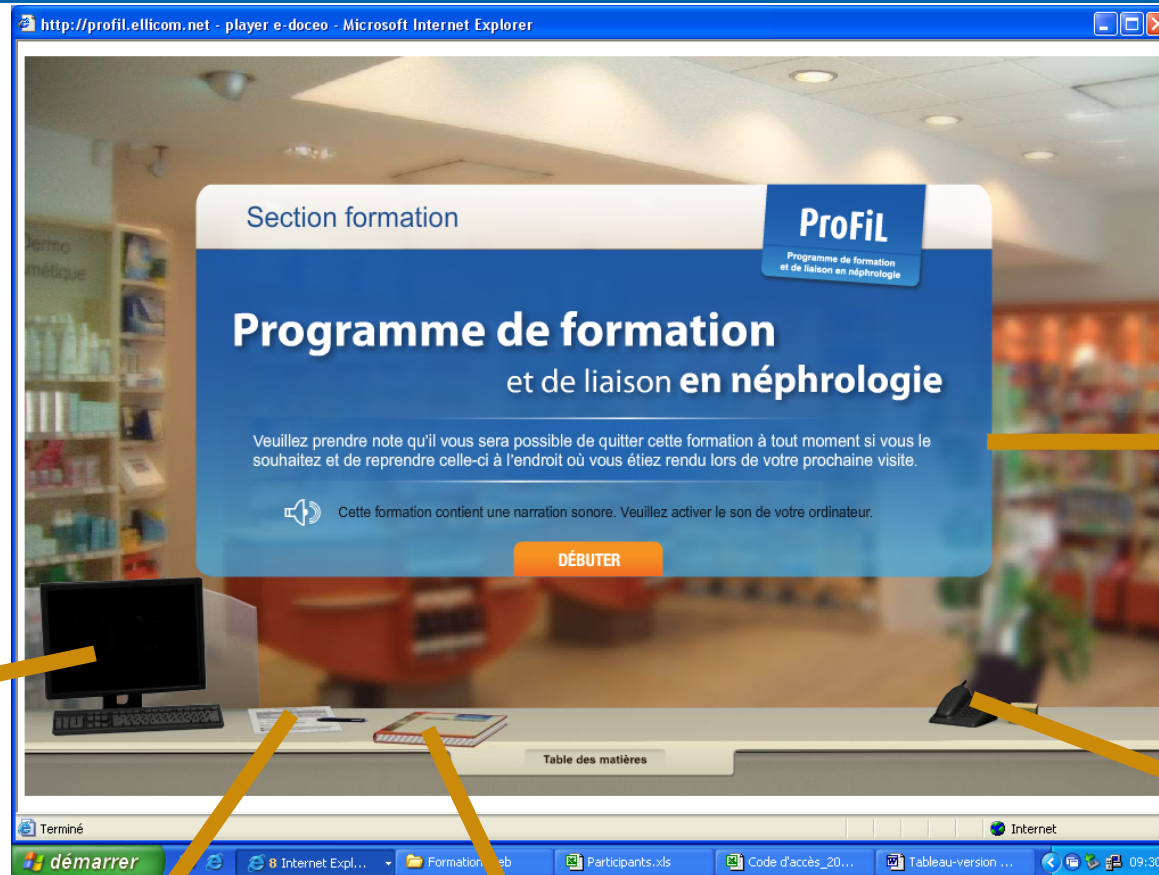 http://profil.ellicom.net - player e-doceo - Microsoft Internet Explorer
Section formation
ProFiL
Programme de formation
et de liaison en néphrologie
Dermo
métique
Programme de formation
et de liaison en néphrologie
Veuillez prendre note qu'il vous sera possible de quitter cette formation à tout moment si vous le
souhaitez et de reprendre celle-ci à l'endroit où vous étiez rendu lors de votre prochaine visite.
Cette formation contient une narration sonore. Veuillez activer le son de votre ordinateur.
DÉBUTER
Table des matières
Terminé
Internet
démarrer
8 Internet Expl...
Formation web
Participants.xls
Code d'accès_20...
Tableau-version ...
09:30